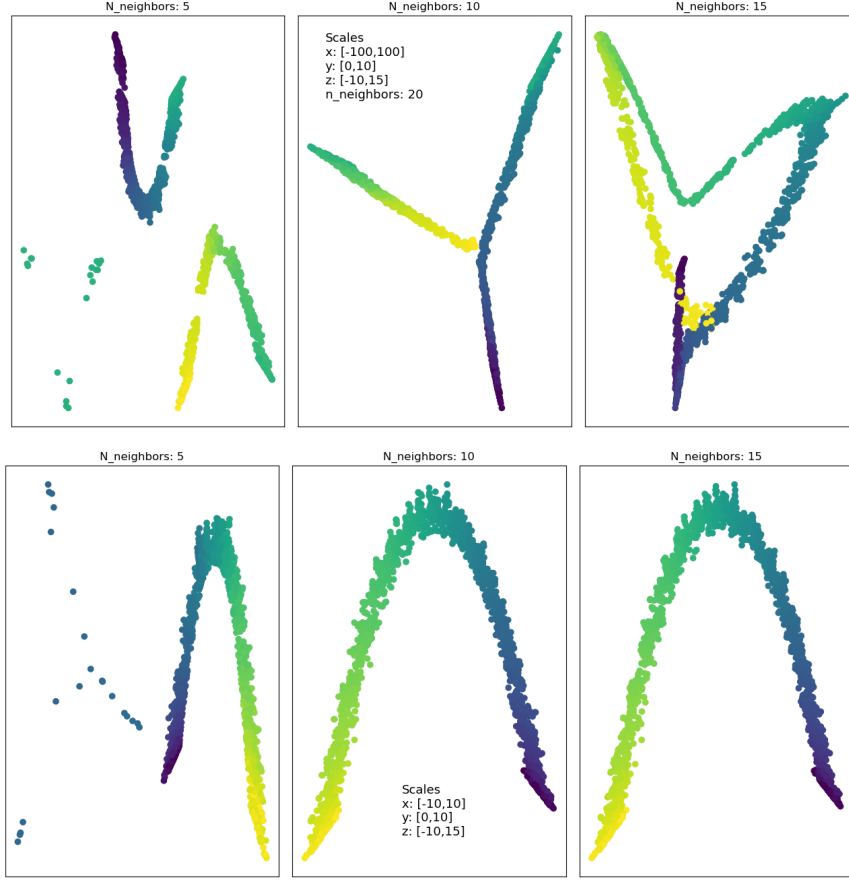 N_neighbors: 5
N_neighbors: 10
N_neighbors: 15
Scales
x: [-100,100]
y: [0,10]
z: [-10,15]
n_neighbors: 20
N_neighbors: 5
N_neighbors: 10
N_neighbors: 15
Scales
x: [-10,10]
y: [0,10]
z: [-10,15]